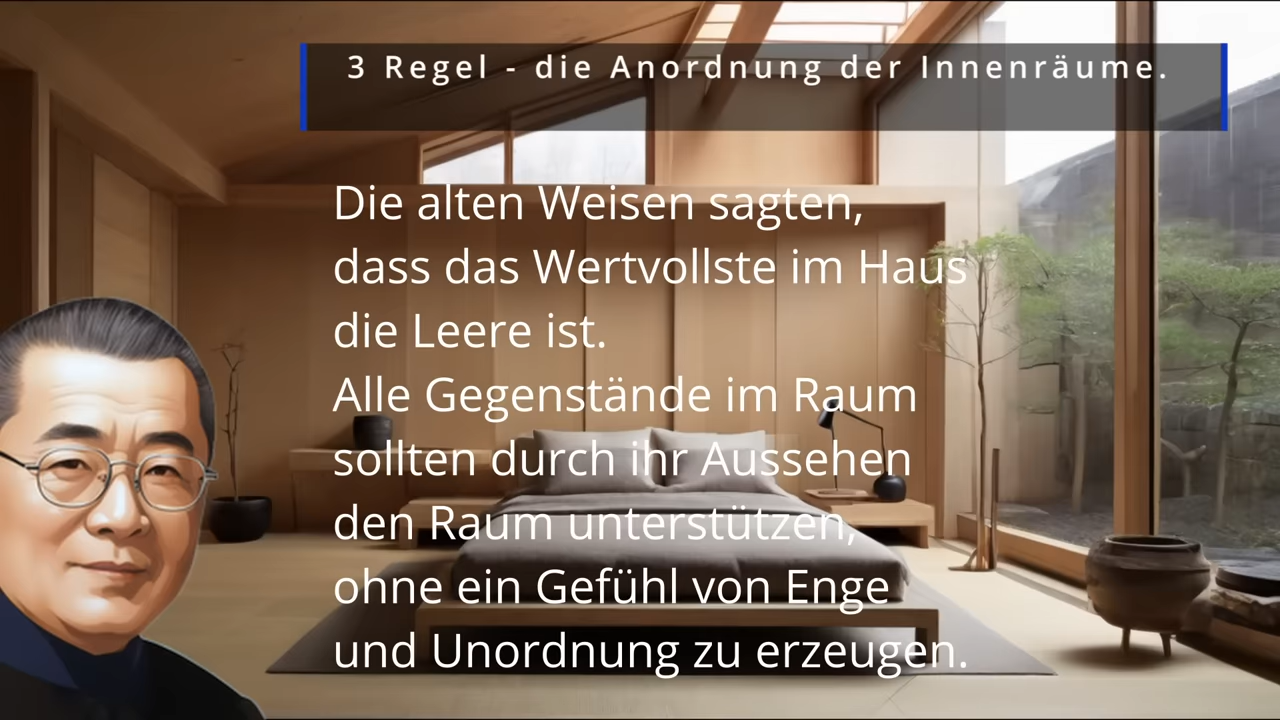 3 Regel - die Anordnung der Innenräume.
Die alten Weisen sagten,
dass das Wertvollste im Haus
die Leere ist.
Alle Gegenstände im Raum
sollten durch ihr Aussehen
den Raum unterstützen,
ohne ein Gefühl von Enge
und Unordnung zu erzeugen.